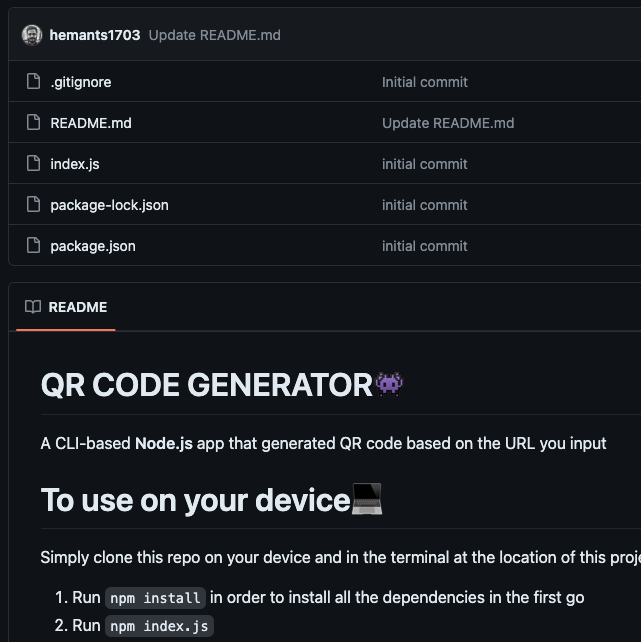 hemants1703 Update README.md
.gitignore Initial commit
README.md Update README.md
index.js initial commit
package-lock.json initial commit
package.json initial commit
README
QR CODE GENERATOR👾
A CLI-based Node.js app that generated QR code based on the URL you input
To use on your device💻
Simply clone this repo on your device and in the terminal at the location of this
1. Run npm install in order to install all the dependencies in the first go
2. Run npm index.js